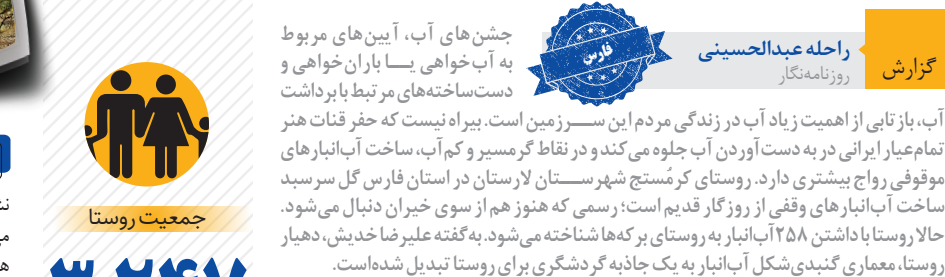 گزارش
راحله عبدالحسینی
روزنامه‌نگار
فارس
جشن‌های آب، آیین‌های مربوط
به آب‌خواهی یــا باران‌خواهی و
دست‌ساخته‌های مرتبط با برداشت
آب، بازتابی از اهمیت زیاد آب در زندگی مردم این ســرزمین است. بیراه نیست که حفر قنات هنر
تمام‌عیار ایرانی در به دست آوردن آب جلوه می‌کند و در نقاط گرمسیر و کم‌آب، ساخت آب‌انبارهای
موقوفی رواج بیشتری دارد. روستای کرمُستج شهرســتان لارستان در استان فارس گل سرسبد
ساخت آب‌انبارهای وقفی از روزگار قدیم است؛ رسمی که هنوز هم از سوی خیران دنبال می‌شود.
حالا روستا با داشتن ۲۵۸ آب‌انبار به روستای برکه‌ها شناخته می‌شود. به گفته علیرضا خدیش، دهیار
روستا، معماری گنبدی‌شکل آب‌انبار به یک جاذبه گردشگری برای روستا تبدیل شده‌است.
جمعیت روستا